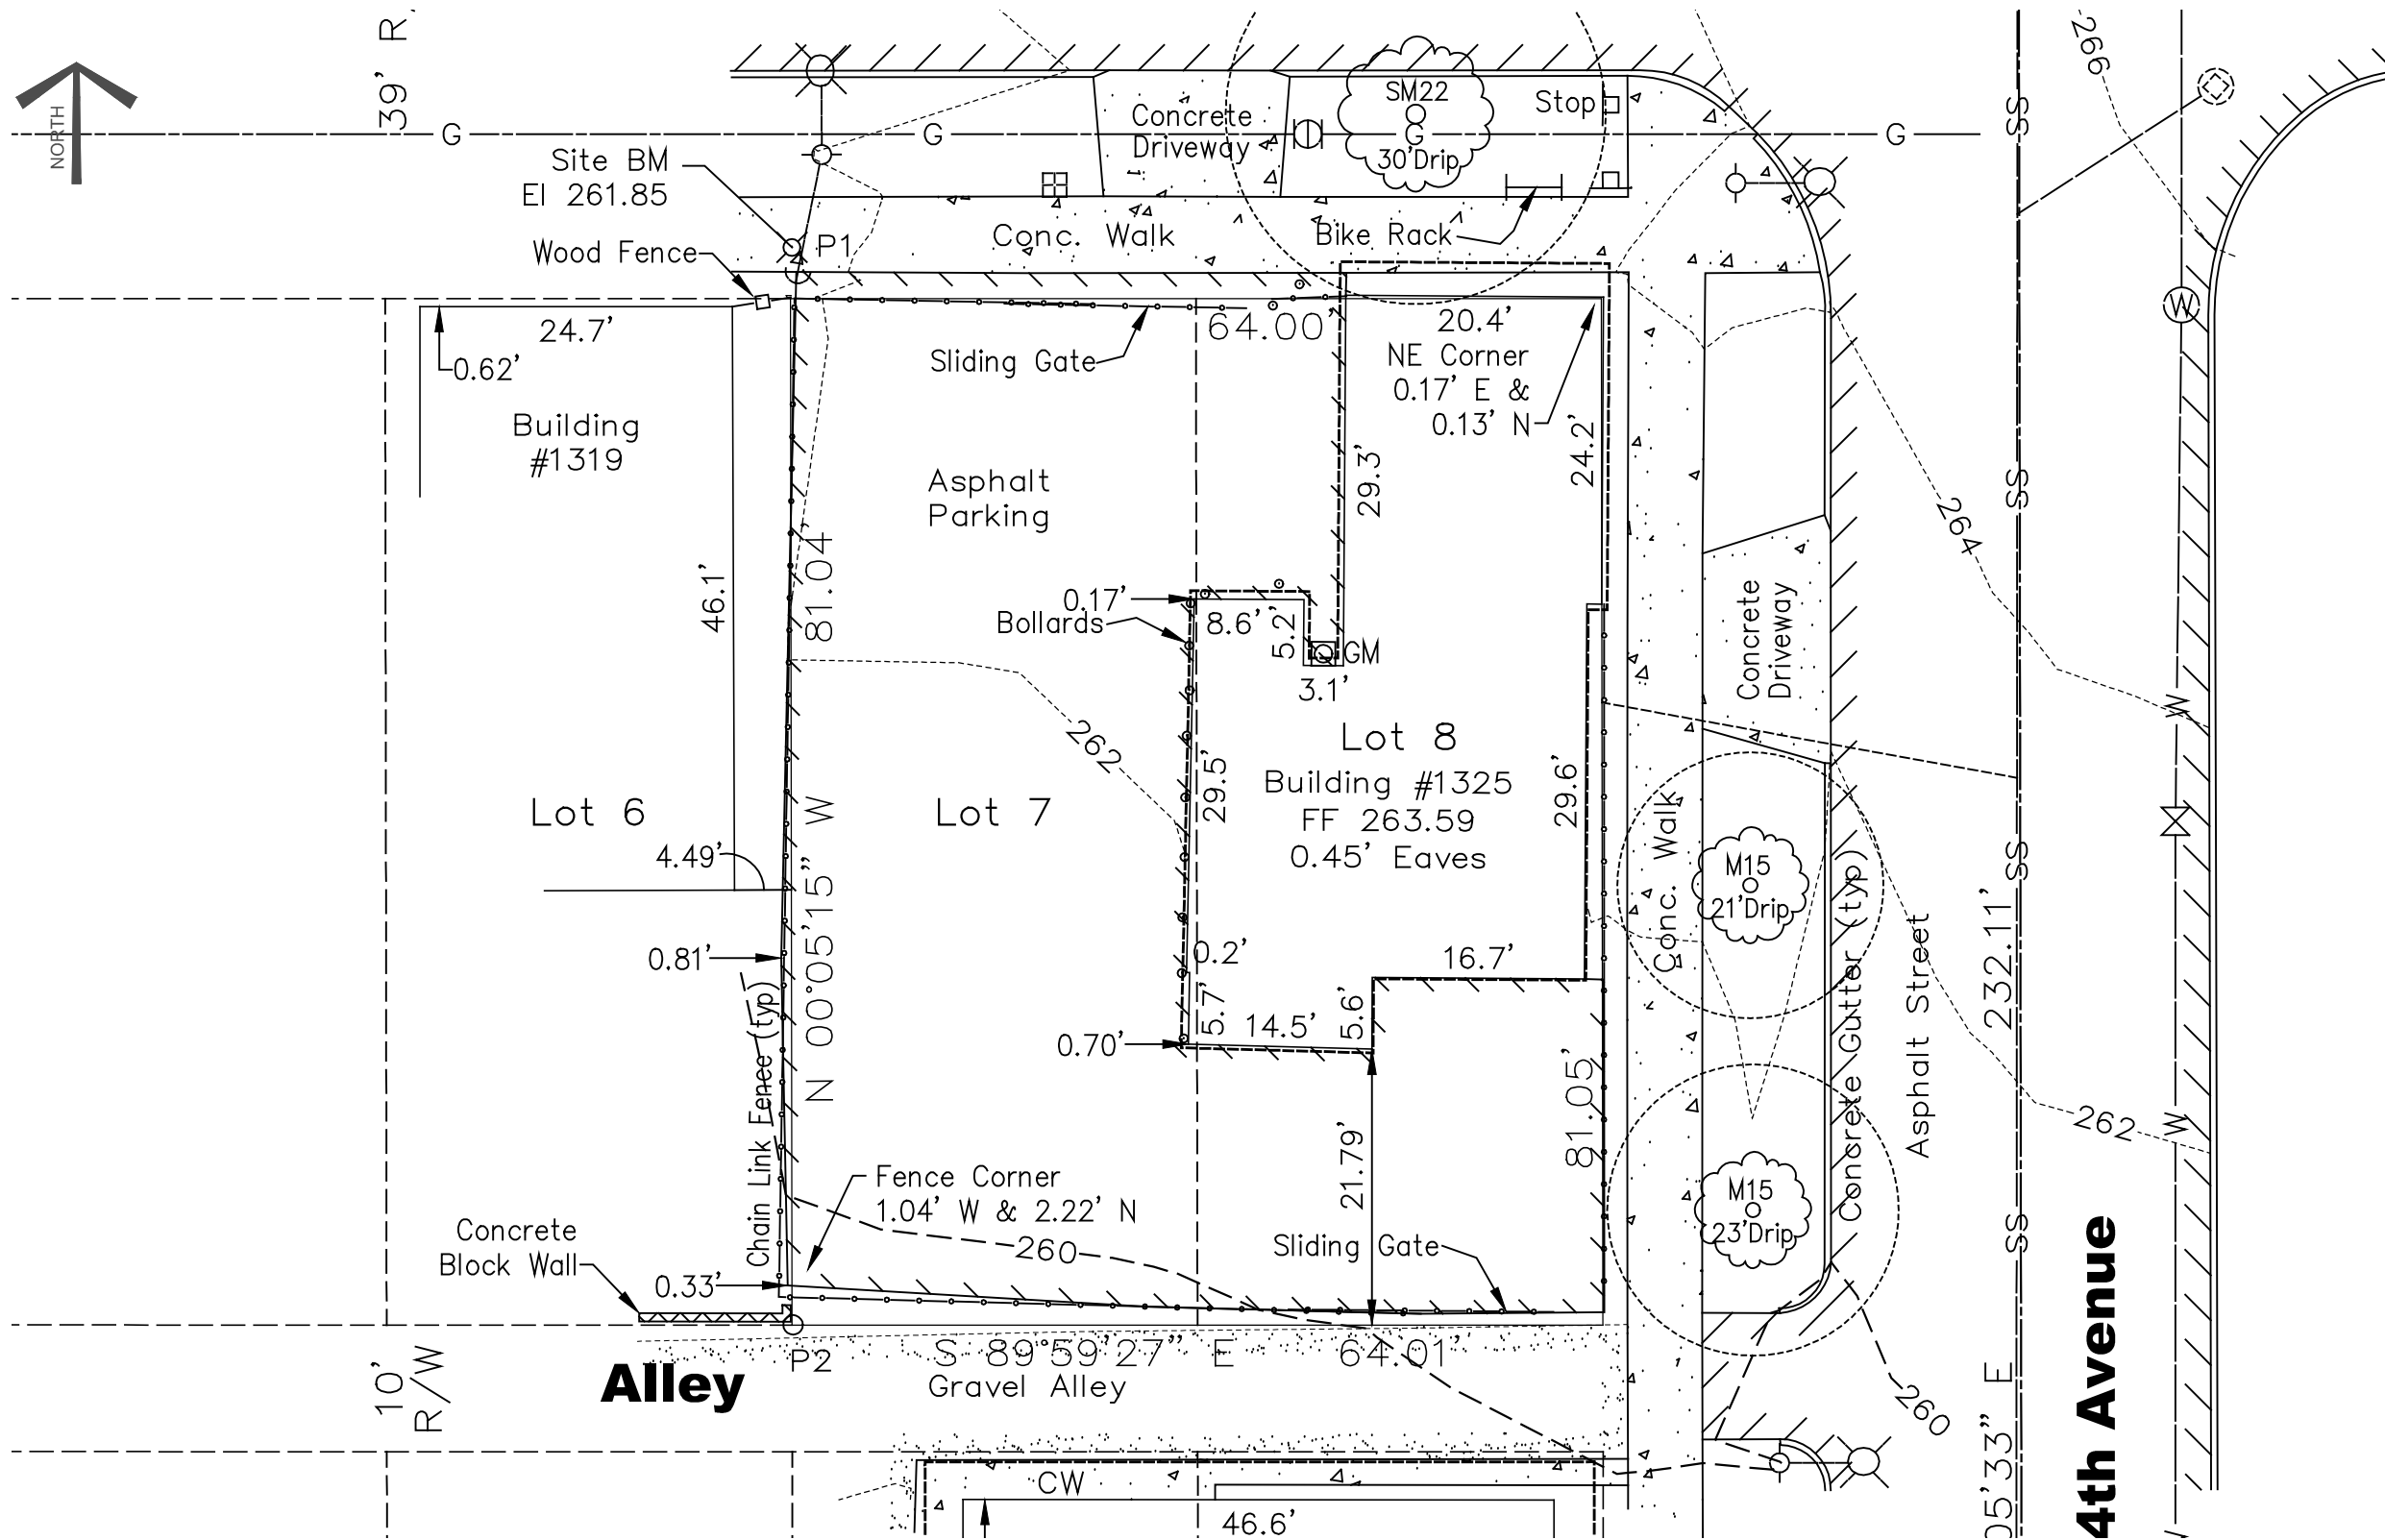 39' R
266
NORTH
SM22
Stop
Concrete
Driveway
G
G
G
G
30'Drip
SS
Site BM
El 261.85
Wood Fence
P1
Conc. Walk
Bike Rack
W
24.7'
0.62'
64.00'
20.4'
Sliding Gate
NE Corner
0.17' E &
0.13' N
Building
#1319
24.2'
29.3'
Asphalt
Parking
SS
264
46.1'
81.04'
0.17'
Bollards
8.6'
5.2'
GM
3.1'
Concrete
Driveway
W
262
Lot 8
Building #1325
FF 263.59
0.45' Eaves
29.5'
29.6'
Lot 6
Lot 7
4.49'
N 00°05'15" W
Conc. Walk
M15
21'Drip
SS
Concrete Gutter (typ)
Asphalt Street
232.11'
0.81'
0.2'
16.7'
5.7'
14.5'
5.6'
0.70'
Chain Link Fence (typ)
81.05'
21.79'
262
W
Fence Corner
1.04' W & 2.22' N
M15
23'Drip
SS
Concrete
Block Wall
260
Sliding Gate
0.33'
P2
S 89°59'27" E 64.01'
10'
R/W
Alley
Gravel Alley
260
05'33" E
4th Avenue
CW
46.6'
W